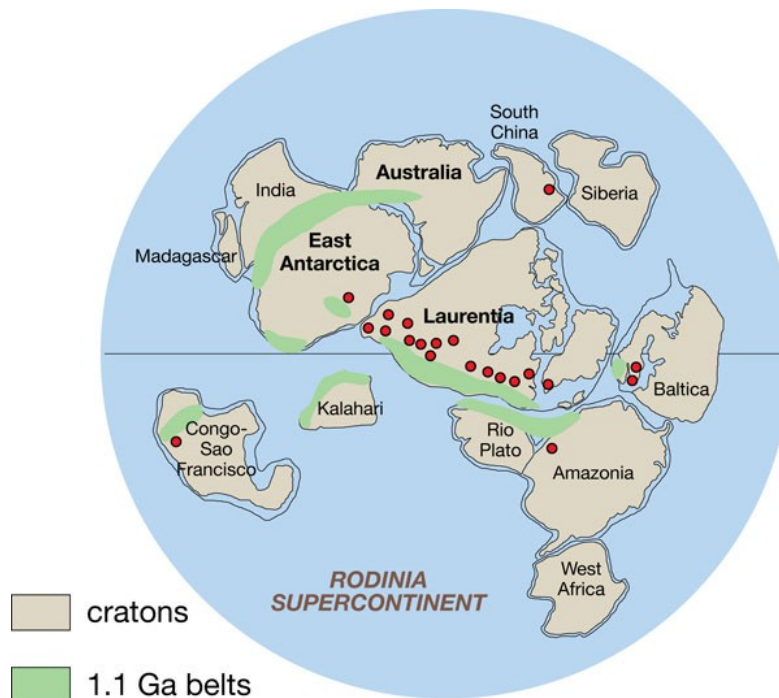 South
China
Australia
Siberia
India
East
Antarctica
Madagascar
Laurentia
Baltica
Kalahari
Congo-
Sao
Francisco
Rio
Plato
Amazonia
West
Africa
RODINIA
SUPERCONTINENT
cratons
1.1 Ga belts